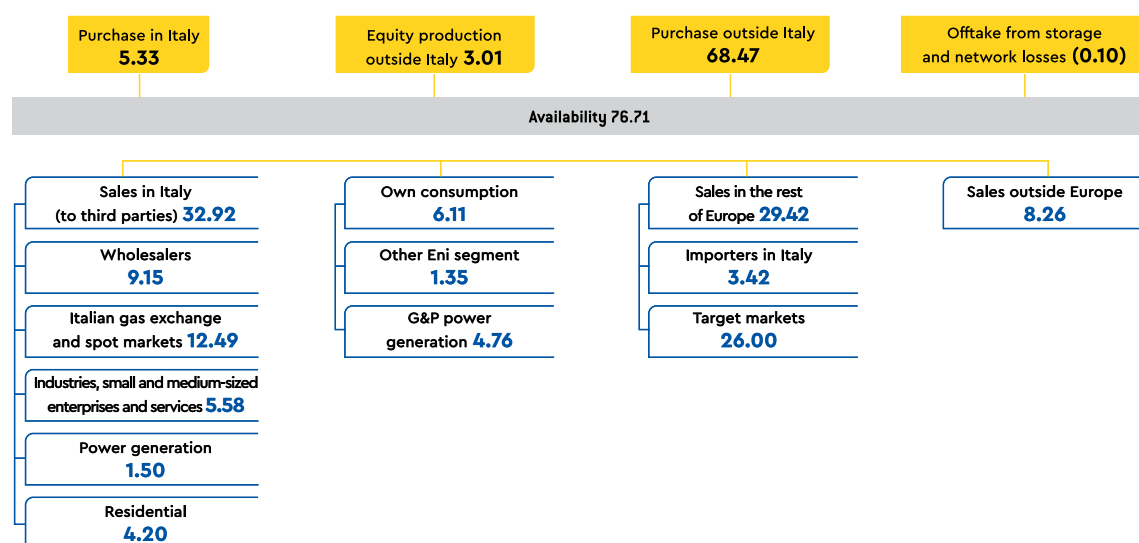 Purchase in Italy
5.33
Equity production
outside Italy 3.01
Purchase outside Italy
68.47
Offtake from storage
and network losses (0.10)
Availability 76.71
Sales in Italy
(to third parties) 32.92
Wholesalers
9.15
Italian gas exchange
and spot markets 12.49
Industries, small and medium-sized
enterprises and services 5.58
Power generation
1.50
Residential
4.20
Own consumption
6.11
Other Eni segment
1.35
G&P power
generation 4.76
Sales in the rest
of Europe 29.42
Importers in Italy
3.42
Target markets
26.00
Sales outside Europe
8.26